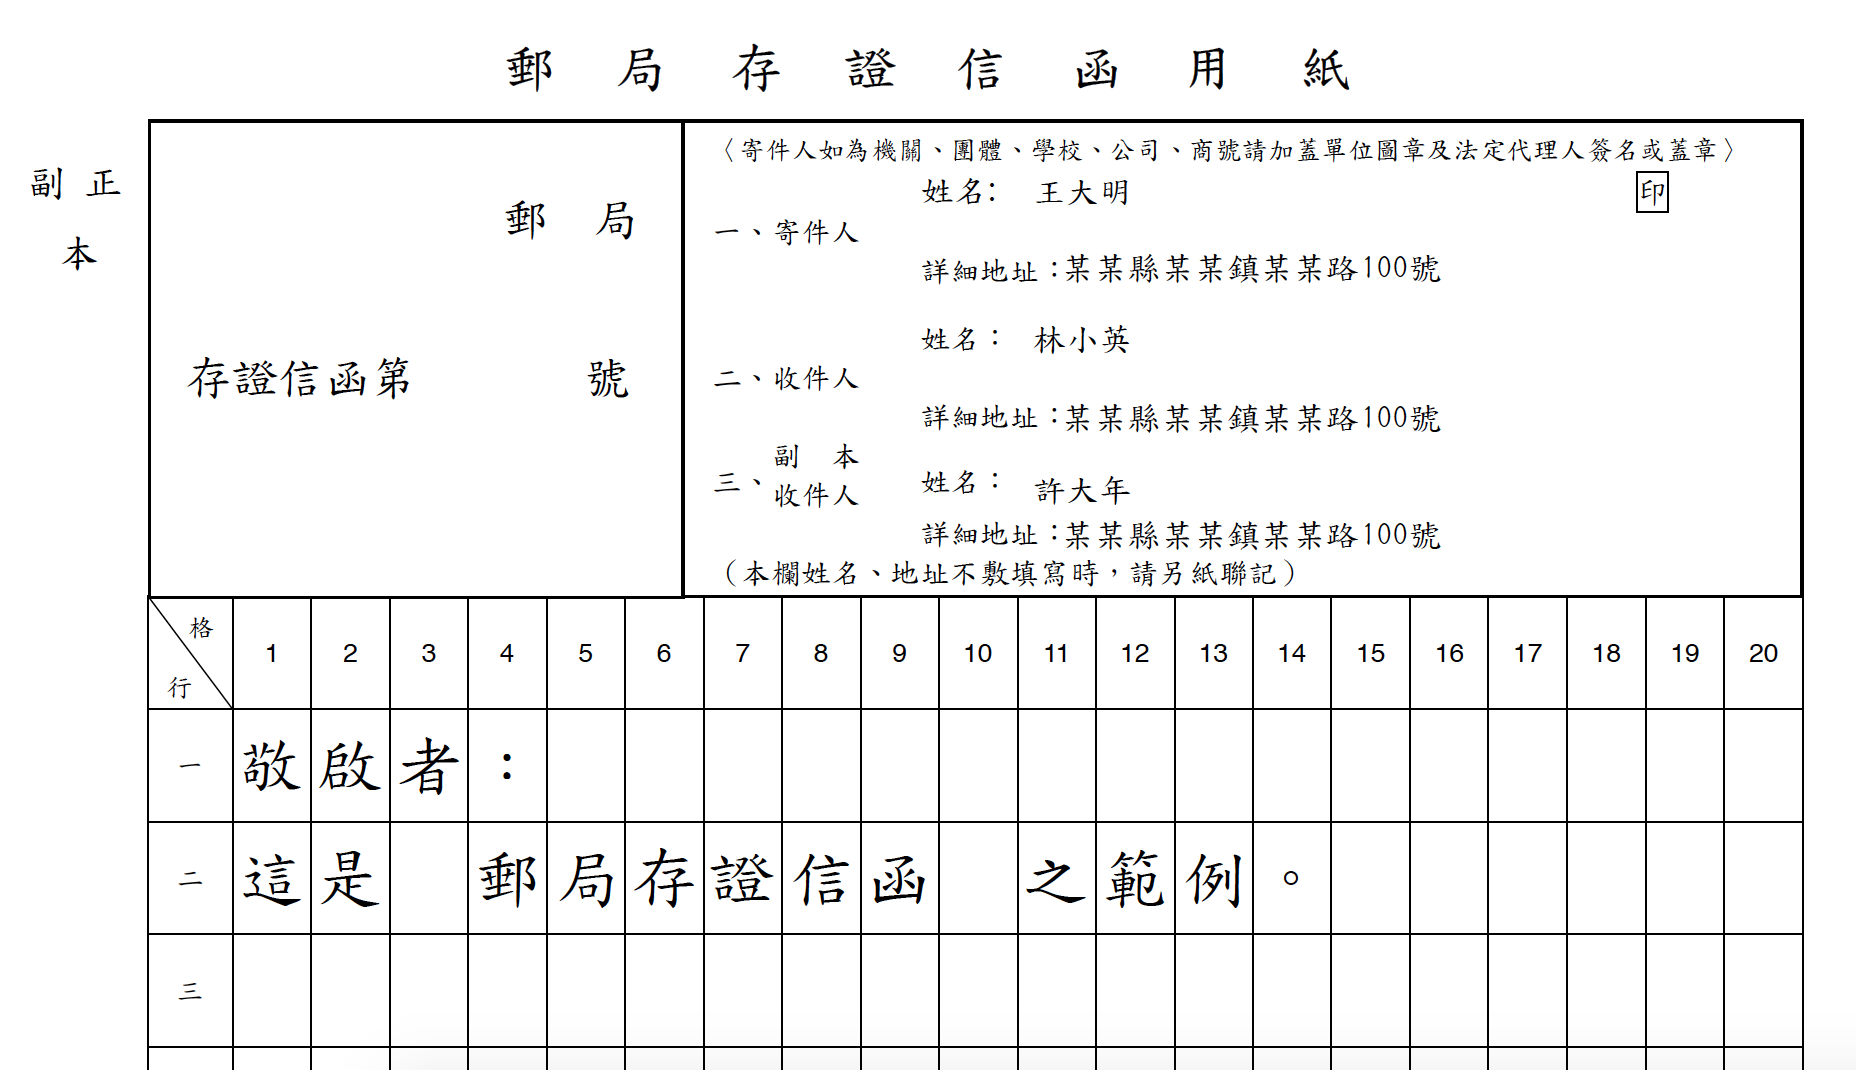 郵局存證信函用紙
副 正
本
郵 局
存證信函第 號
〈寄件人如為機關、團體、學校、公司、商號請加蓋單位圖章及法定代理人簽名或蓋章〉
姓名： 王大明 印
一、寄件人
詳細地址：某某縣某某鎮某某路100號
姓名： 林小英
二、收件人
詳細地址：某某縣某某鎮某某路100號
三、副 本
收件人
姓名： 許大年
詳細地址：某某縣某某鎮某某路100號
（本欄姓名、地址不敷填寫時，請另紙聯記）
格
行
1 2 3 4 5 6 7 8 9 10 11 12 13 14 15 16 17 18 19 20
一 敬啟者：
二 這是 郵局存證信函 之範例。
三